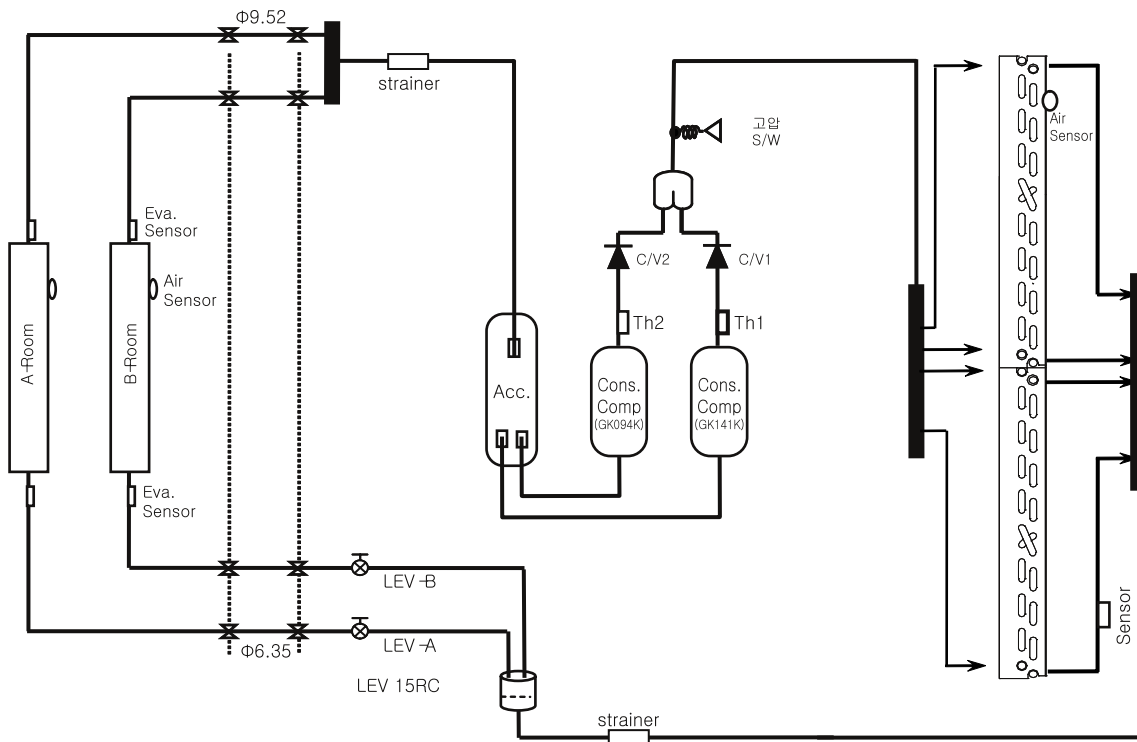 Φ9.52
strainer
고압
S/W
Air
Sensor
Eva.
Sensor
Air
Sensor
C/V2
C/V1
Th2
Th1
A-Room
B-Room
Acc.
Cons.
Comp
(GK094K)
Cons.
Comp
(GK141K)
Eva.
Sensor
LEV-B
LEV-A
Φ6.35
LEV 15RC
Sensor
strainer